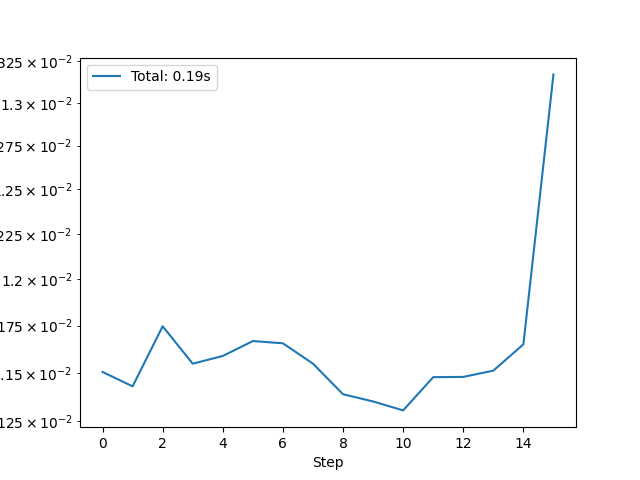 325 × 10⁻²
1.3 × 10⁻²
275 × 10⁻²
.25 × 10⁻²
225 × 10⁻²
1.2 × 10⁻²
175 × 10⁻²
.15 × 10⁻²
125 × 10⁻²
Total: 0.19s
0 2 4 6 8 10 12 14
Step